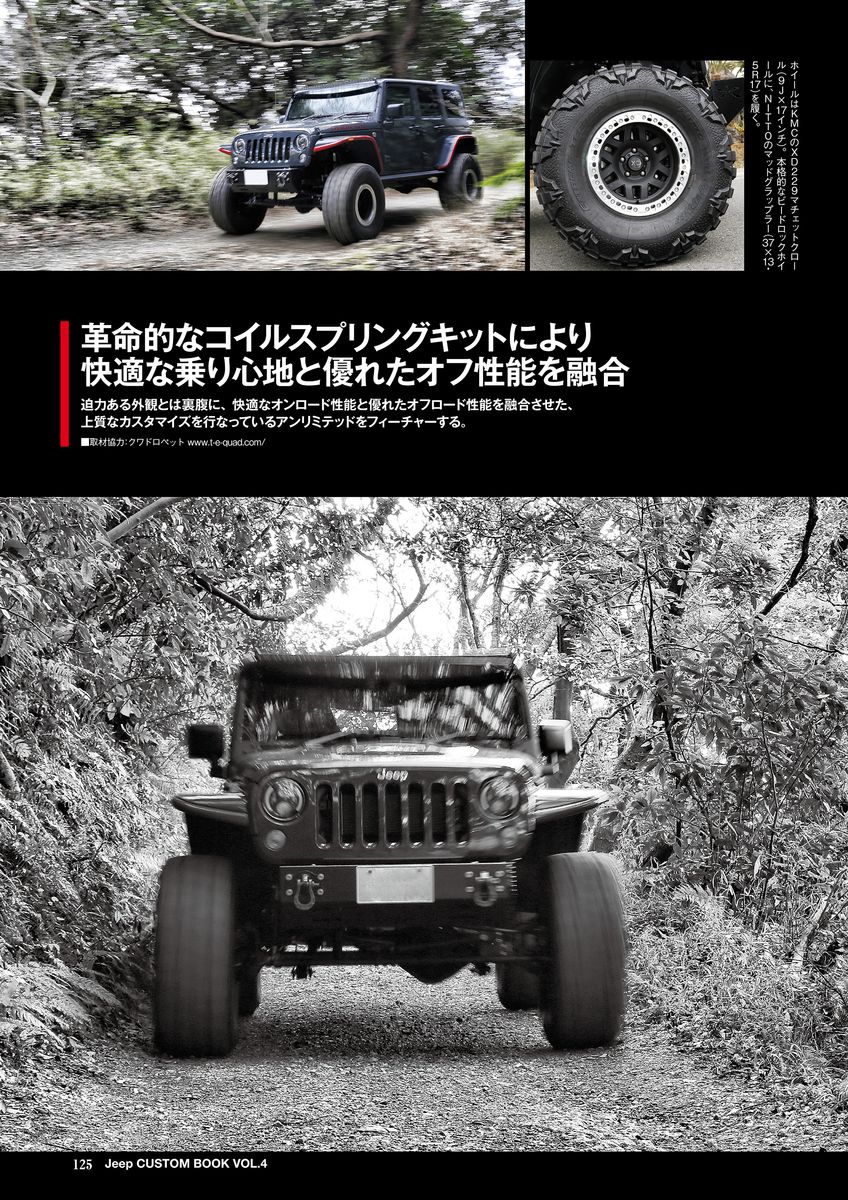 ホイールはKMCのXD229マチェットクロー
ル(9J×17インチ)。本格的なビードロックホイ
ールに、NITTOのマッドグラップラー(37×13.
5R17)を履く。
革命的なコイルスプリングキットにより
快適な乗り心地と優れたオフ性能を融合
迫力ある外観とは裏腹に、快適なオンロード性能と優れたオフロード性能を融合させた、
上質なカスタマイズを行なっているアンリミテッドをフィーチャーする。
■取材協力:クワドロペット www.t-e-quad.com/
Jeep
125 Jeep CUSTOM BOOK VOL.4